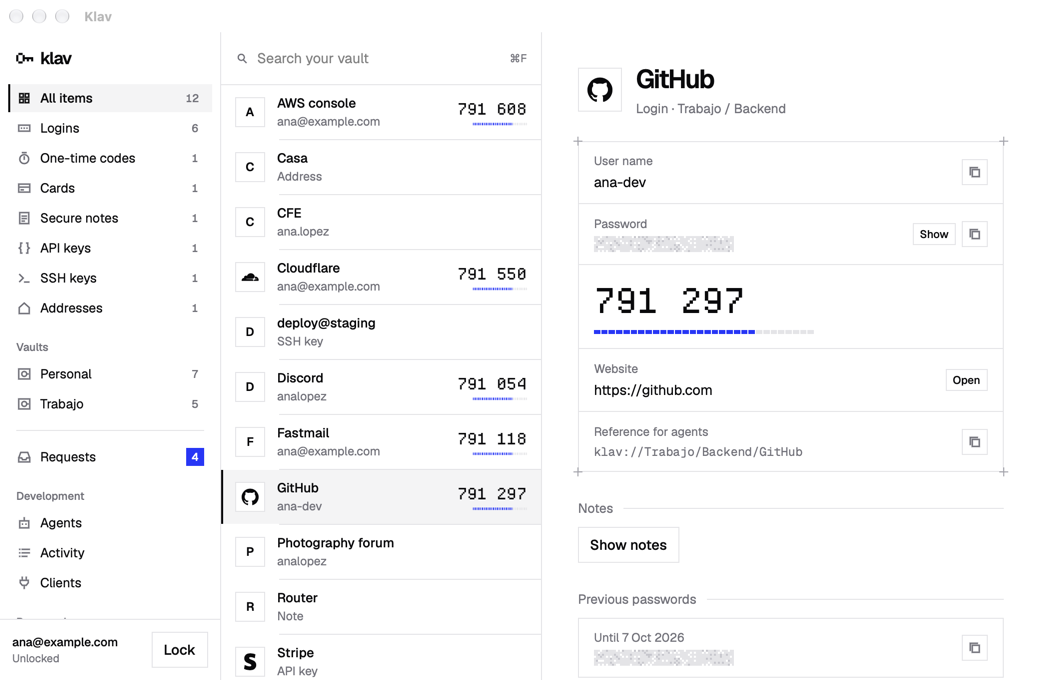 Klav
klav
All items 12
Logins 6
One-time codes 1
Cards 1
Secure notes 1
API keys 1
SSH keys 1
Addresses 1
Vaults
Personal 7
Trabajo 5
Requests 4
Development
Agents
Activity
Clients
ana@example.com
Unlocked
Lock
Search your vault ⌘F
A AWS console 791 608
ana@example.com
C Casa
Address
C CFE
ana.lopez
Cloudflare 791 550
ana@example.com
D deploy@staging
SSH key
D Discord 791 054
analopez
F Fastmail 791 118
ana@example.com
GitHub 791 297
ana-dev
P Photography forum
analopez
R Router
Note
S Stripe
API key
GitHub
Login · Trabajo / Backend
User name
ana-dev
Password
Show
791 297
Website
https://github.com
Open
Reference for agents
klav://Trabajo/Backend/GitHub
Notes
Show notes
Previous passwords
Until 7 Oct 2026